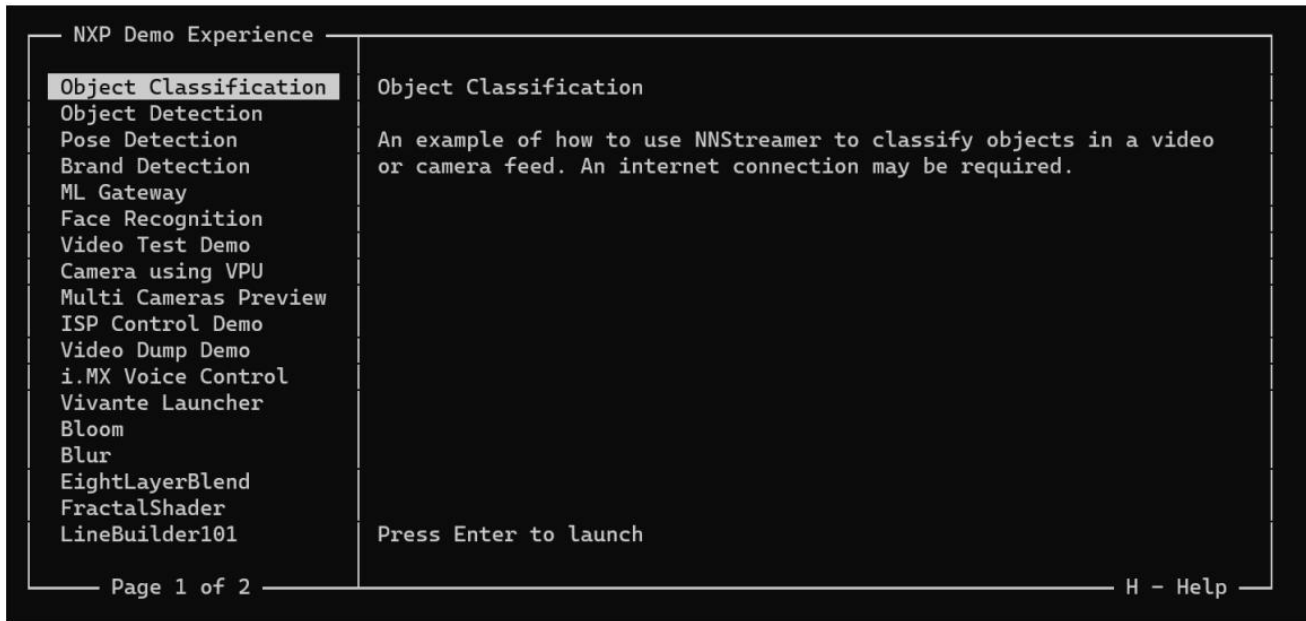 NXP Demo Experience
Object Classification
Object Detection
Pose Detection
Brand Detection
ML Gateway
Face Recognition
Video Test Demo
Camera using VPU
Multi Cameras Preview
ISP Control Demo
Video Dump Demo
i.MX Voice Control
Vivante Launcher
Bloom
Blur
EightLayerBlend
FractalShader
LineBuilder101
Page 1 of 2
Object Classification
An example of how to use NNStreamer to classify objects in a video
or camera feed. An internet connection may be required.
Press Enter to launch
H - Help